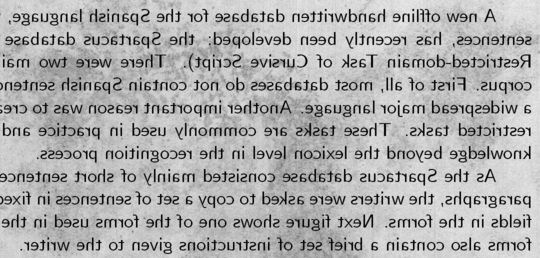 A new offline handwritten database for the Spanish language,
sentences, has recently been developed: the Spartacus database
Restricted-domain Task of Cursive Script). There were two mai
corpus. First of all, most databases do not contain Spanish sentenc
a widespread major language. Another important reason was to crea
restricted tasks. These tasks are commonly used in practice and
knowledge beyond the lexicon level in the recognition process.
As the Spartacus database consisted mainly of short sentence
paragraphs, the writers were asked to copy a set of sentences in fixe
fields in the forms. Next figure shows one of the forms used in the
forms also contain a brief set of instructions given to the writer.